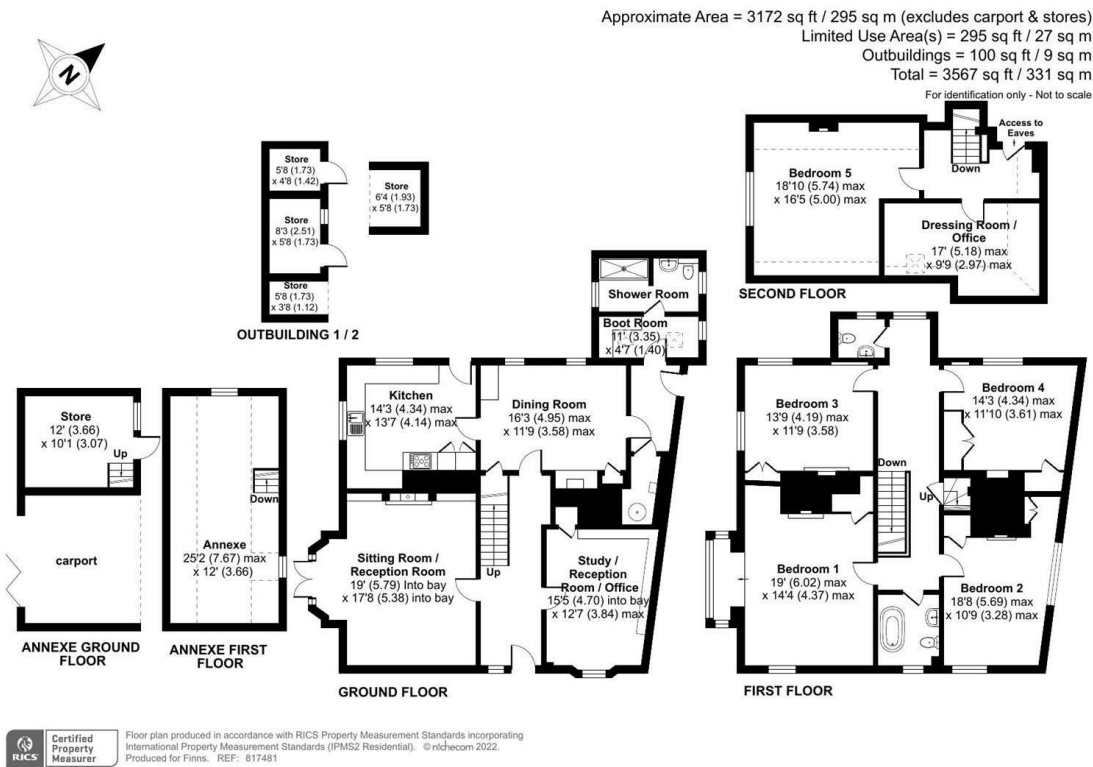 Approximate Area = 3172 sq ft / 295 sq m (excludes carport & stores)
Limited Use Area(s) = 295 sq ft / 27 sq m
Outbuildings = 100 sq ft / 9 sq m
Total = 3567 sq ft / 331 sq m
For identification only - Not to scale
N
Store
5'8 (1.73)
x 4'8 (1.42)
Store
8'3 (2.51)
x 5'8 (1.73)
Store
5'8 (1.73)
x 3'8 (1.12)
Store
6'4 (1.93)
x 5'8 (1.73)
OUTBUILDING 1 / 2
Access to
Eaves
Down
Bedroom 5
18'10 (5.74) max
x 16'5 (5.00) max
Dressing Room /
Office
17' (5.18) max
x 9'9 (2.97) max
SECOND FLOOR
Shower Room
Boot Room
11' (3.35)
x 4'7 (1.40)
Kitchen
14'3 (4.34) max
x 13'7 (4.14) max
Dining Room
16'3 (4.95) max
x 11'9 (3.58) max
Sitting Room /
Reception Room
19' (5.79) Into bay
x 17'8 (5.38) into bay
Up
Study /
Reception
Room / Office
15'5 (4.70) into bay
x 12'7 (3.84) max
GROUND FLOOR
Store
12' (3.66)
x 10'1 (3.07)
Up
carport
ANNEXE GROUND
FLOOR
Down
Annexe
25'2 (7.67) max
x 12' (3.66)
ANNEXE FIRST
FLOOR
Bedroom 3
13'9 (4.19) max
x 11'9 (3.58)
Bedroom 4
14'3 (4.34) max
x 11'10 (3.61) max
Down
Up
Bedroom 1
19' (6.02) max
x 14'4 (4.37) max
Bedroom 2
18'8 (5.69) max
x 10'9 (3.28) max
FIRST FLOOR
RICS
Certified
Property
Measurer
Floor plan produced in accordance with RICS Property Measurement Standards incorporating
International Property Measurement Standards (IPMS2 Residential). © nichecom 2022.
Produced for Finns. REF: 817481